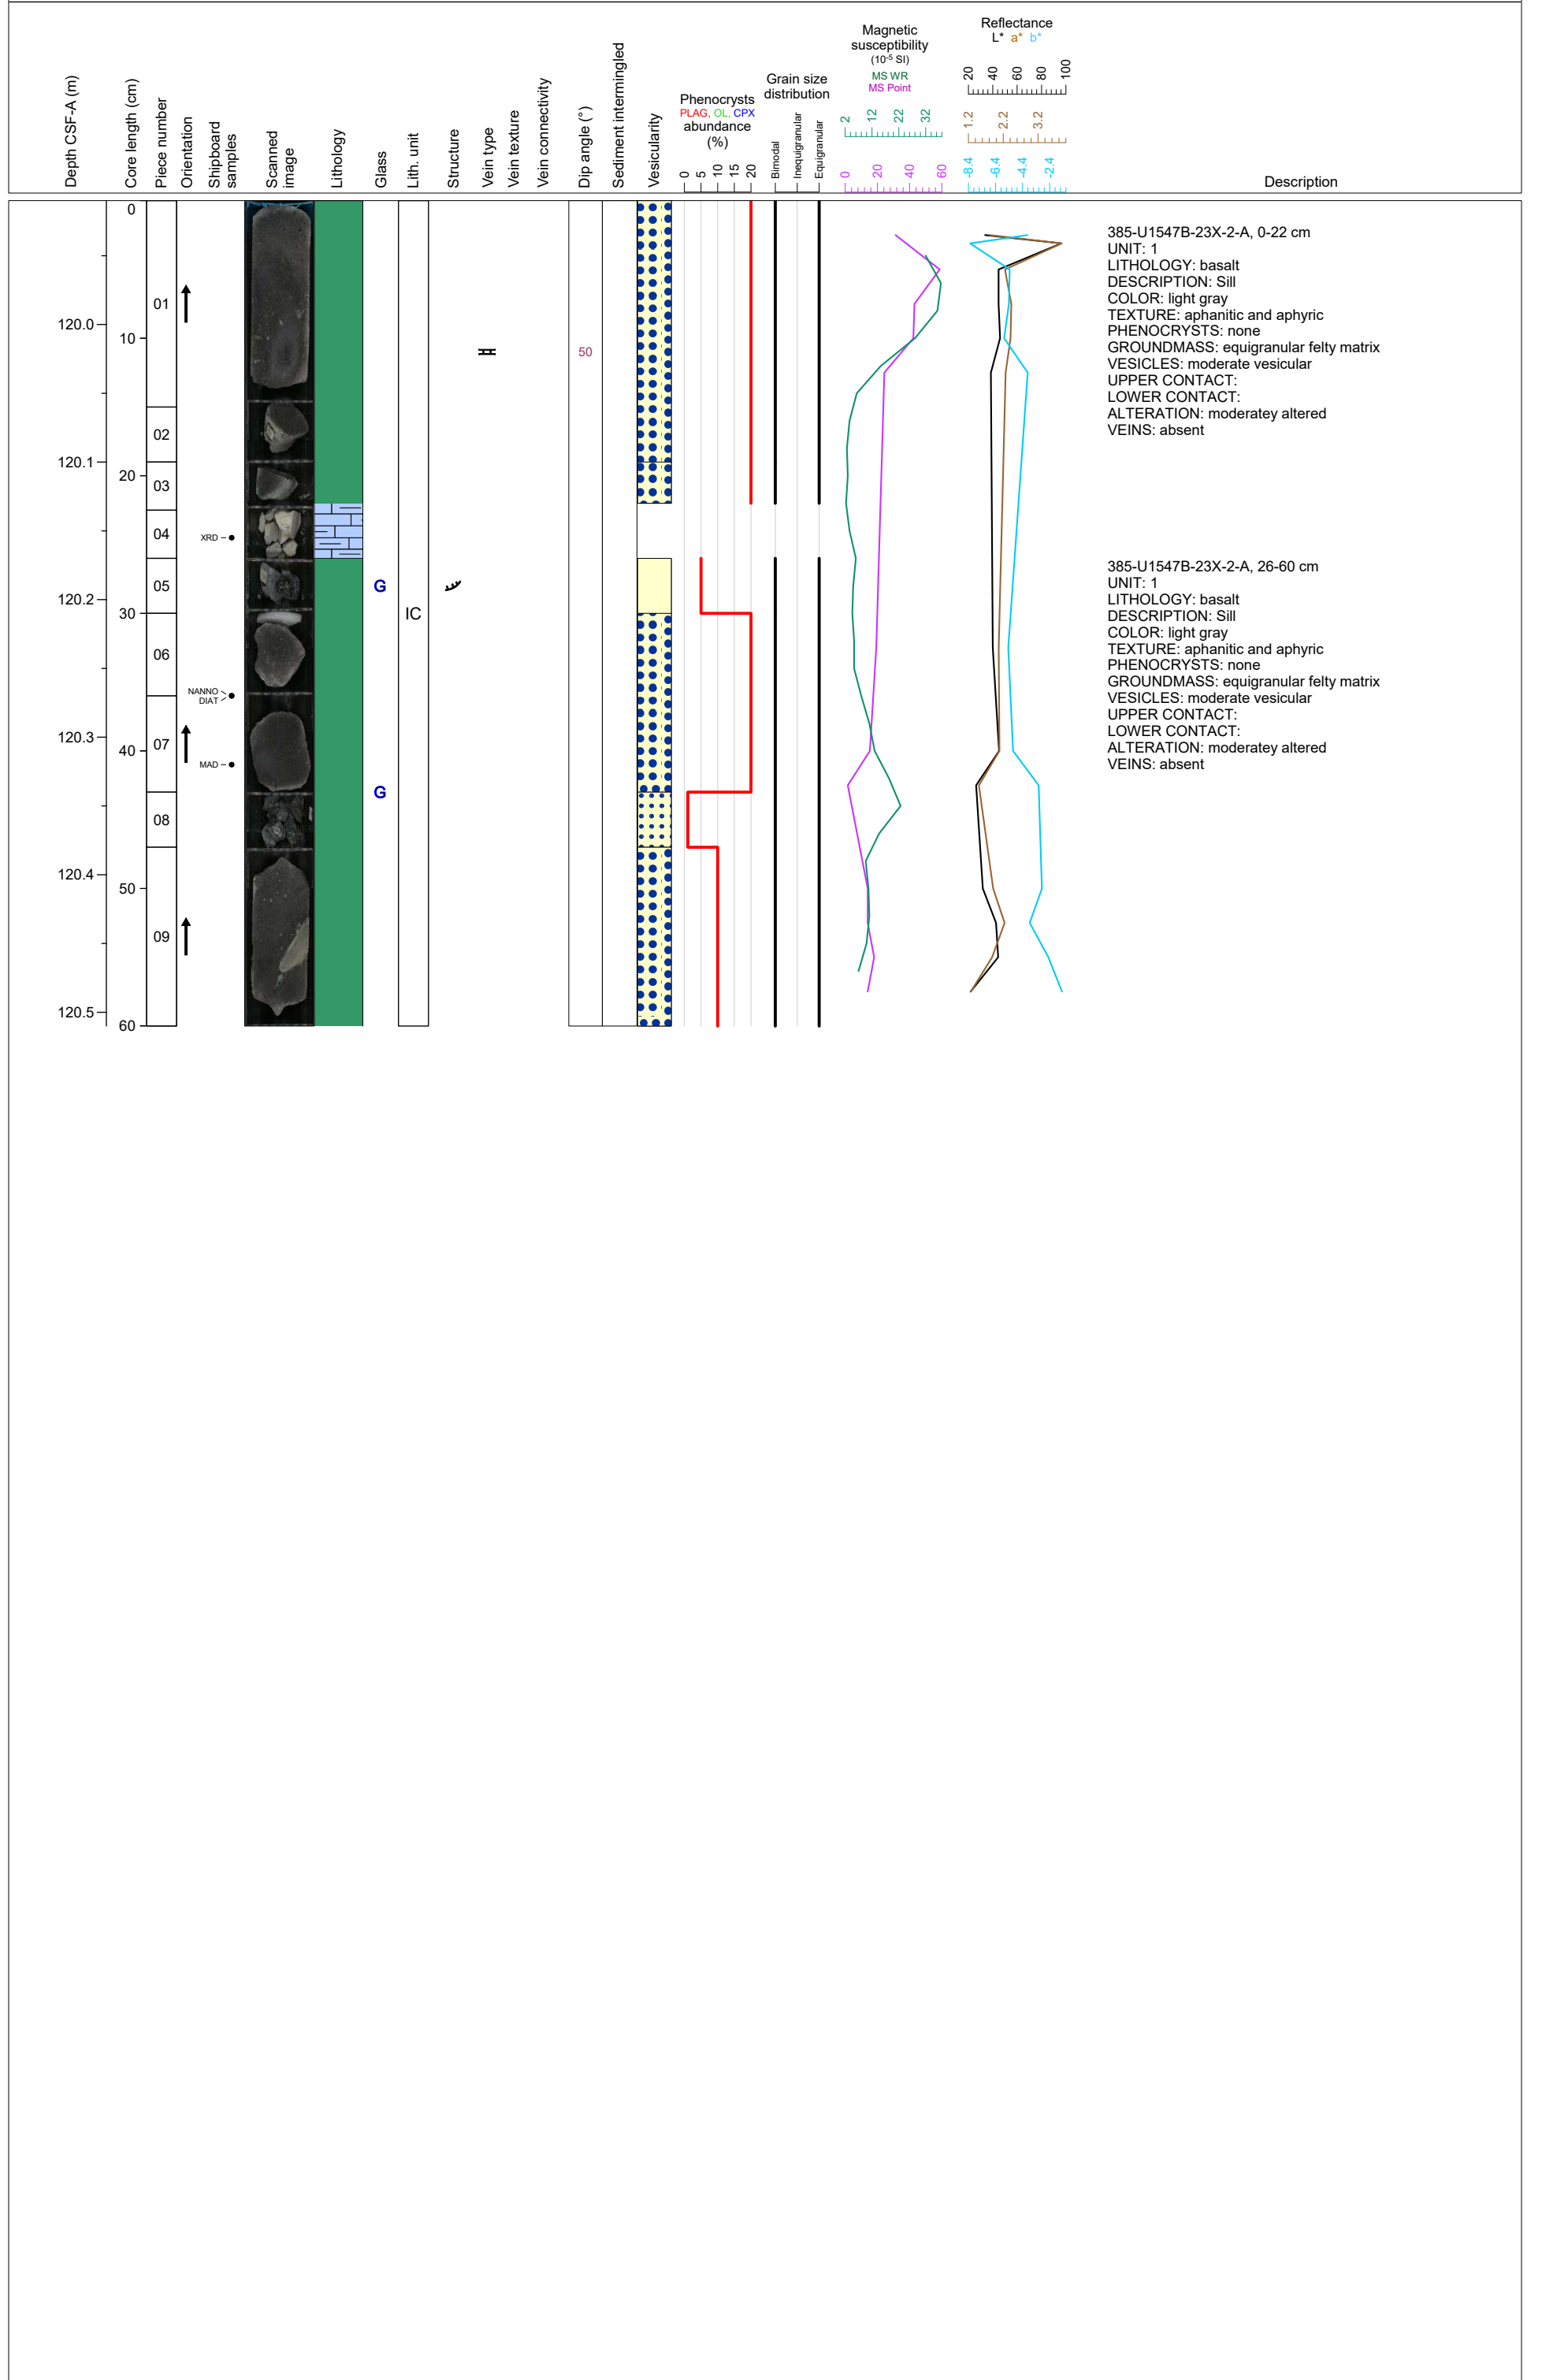 Depth CSF-A (m)
Core length (cm)
Piece number
Orientation
Shipboard
samples
Scanned
image
Lithology
Glass
Lith. unit
Structure
Vein type
Vein texture
Vein connectivity
Dip angle (°)
Sediment intermingled
Vesicularity
Phenocrysts
PLAG, OL, CPX
abundance
(%)
0 5 10 15 20
Grain size
distribution
Bimodal
Inequigranular
Equigranular
Magnetic
susceptibility
(10-5 SI)
MS WR
MS Point
2 12 22 32
0 20 40 60
Reflectance
L* a* b*
20 40 60 80 100
1.2 2.2 3.2
-8.4 -6.4 -4.4 -2.4
Description
120.0
120.1
120.2
120.3
120.4
120.5
0
10
20
30
40
50
60
01
02
03
04
05
06
07
08
09
XRD
NANNO
DIAT
MAD
G
G
IC
50
385-U1547B-23X-2-A, 0-22 cm
UNIT: 1
LITHOLOGY: basalt
DESCRIPTION: Sill
COLOR: light gray
TEXTURE: aphanitic and aphyric
PHENOCRYSTS: none
GROUNDMASS: equigranular felty matrix
VESICLES: moderate vesicular
UPPER CONTACT:
LOWER CONTACT:
ALTERATION: moderatey altered
VEINS: absent
385-U1547B-23X-2-A, 26-60 cm
UNIT: 1
LITHOLOGY: basalt
DESCRIPTION: Sill
COLOR: light gray
TEXTURE: aphanitic and aphyric
PHENOCRYSTS: none
GROUNDMASS: equigranular felty matrix
VESICLES: moderate vesicular
UPPER CONTACT:
LOWER CONTACT:
ALTERATION: moderatey altered
VEINS: absent